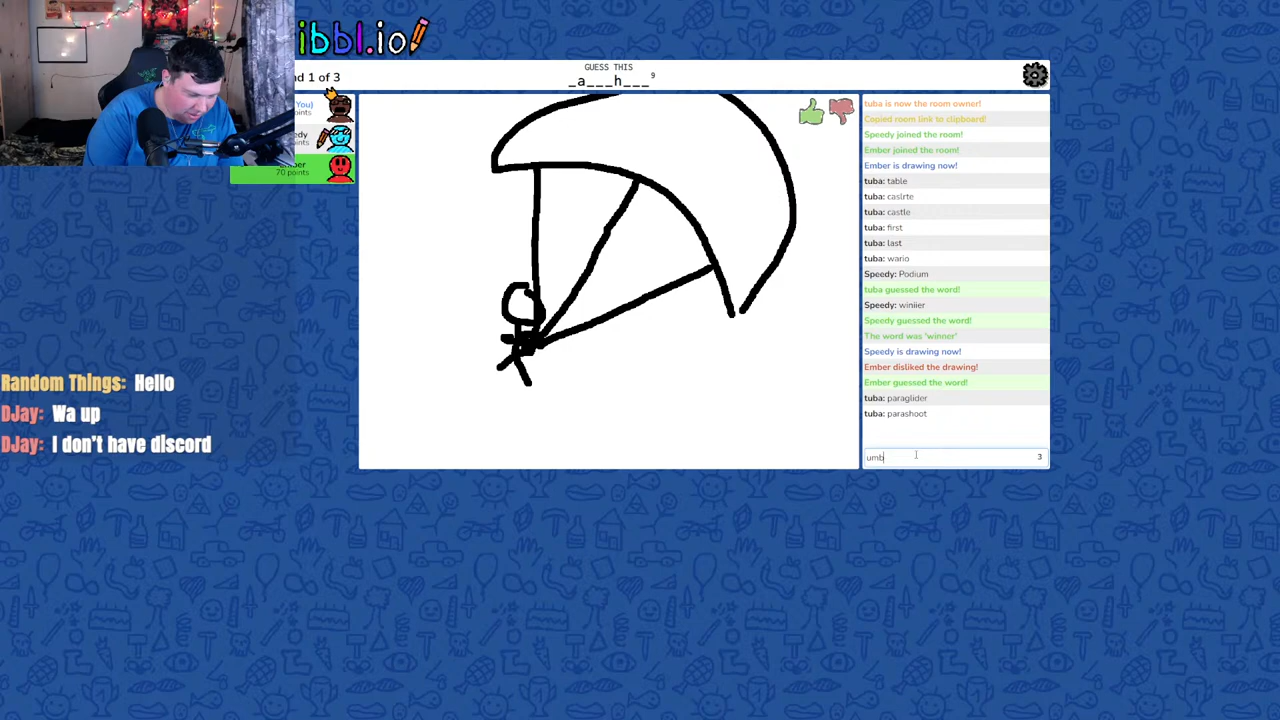 ibbl.io
nd 1 of 3
GUESS THIS
_a___h___ 9
You)
oints
edy
oints
ber
70 points
tuba is now the room owner!
Copied room link to clipboard!
Speedy joined the room!
Ember joined the room!
Ember is drawing now!
tuba: table
tuba: caslrte
tuba: castle
tuba: first
tuba: last
tuba: wario
Speedy: Podium
tuba guessed the word!
Speedy: winiier
Speedy guessed the word!
The word was 'winner'
Speedy is drawing now!
Ember disliked the drawing!
Ember guessed the word!
tuba: paraglider
tuba: parashoot
umb 3
Random Things: Hello
DJay: Wa up
DJay: I don't have discord